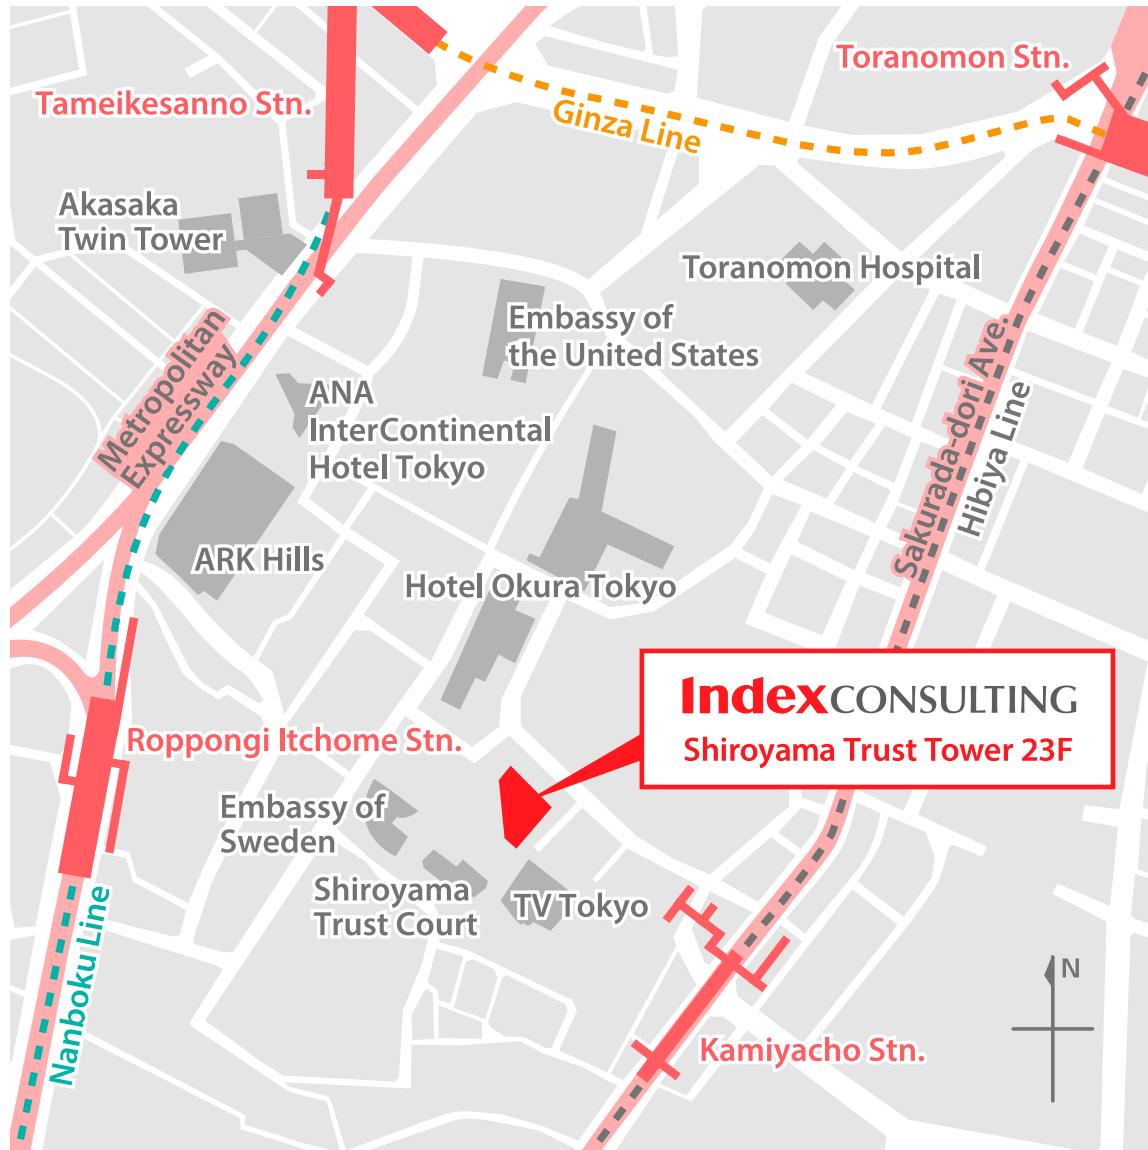 Toranomon Stn.
Tameikesanno Stn.
Ginza Line
Akasaka
Twin Tower
Toranomon Hospital
Embassy of
the United States
Metropolitan
Expressway
ANA
InterContinental
Hotel Tokyo
Sakurada-dori Ave.
Hibiya Line
ARK Hills
Hotel Okura Tokyo
Index CONSULTING
Shiroyama Trust Tower 23F
Roppongi Itchome Stn.
Embassy of
Sweden
Shiroyama
Trust Court
TV Tokyo
Nanboku Line
N
Kamiyacho Stn.